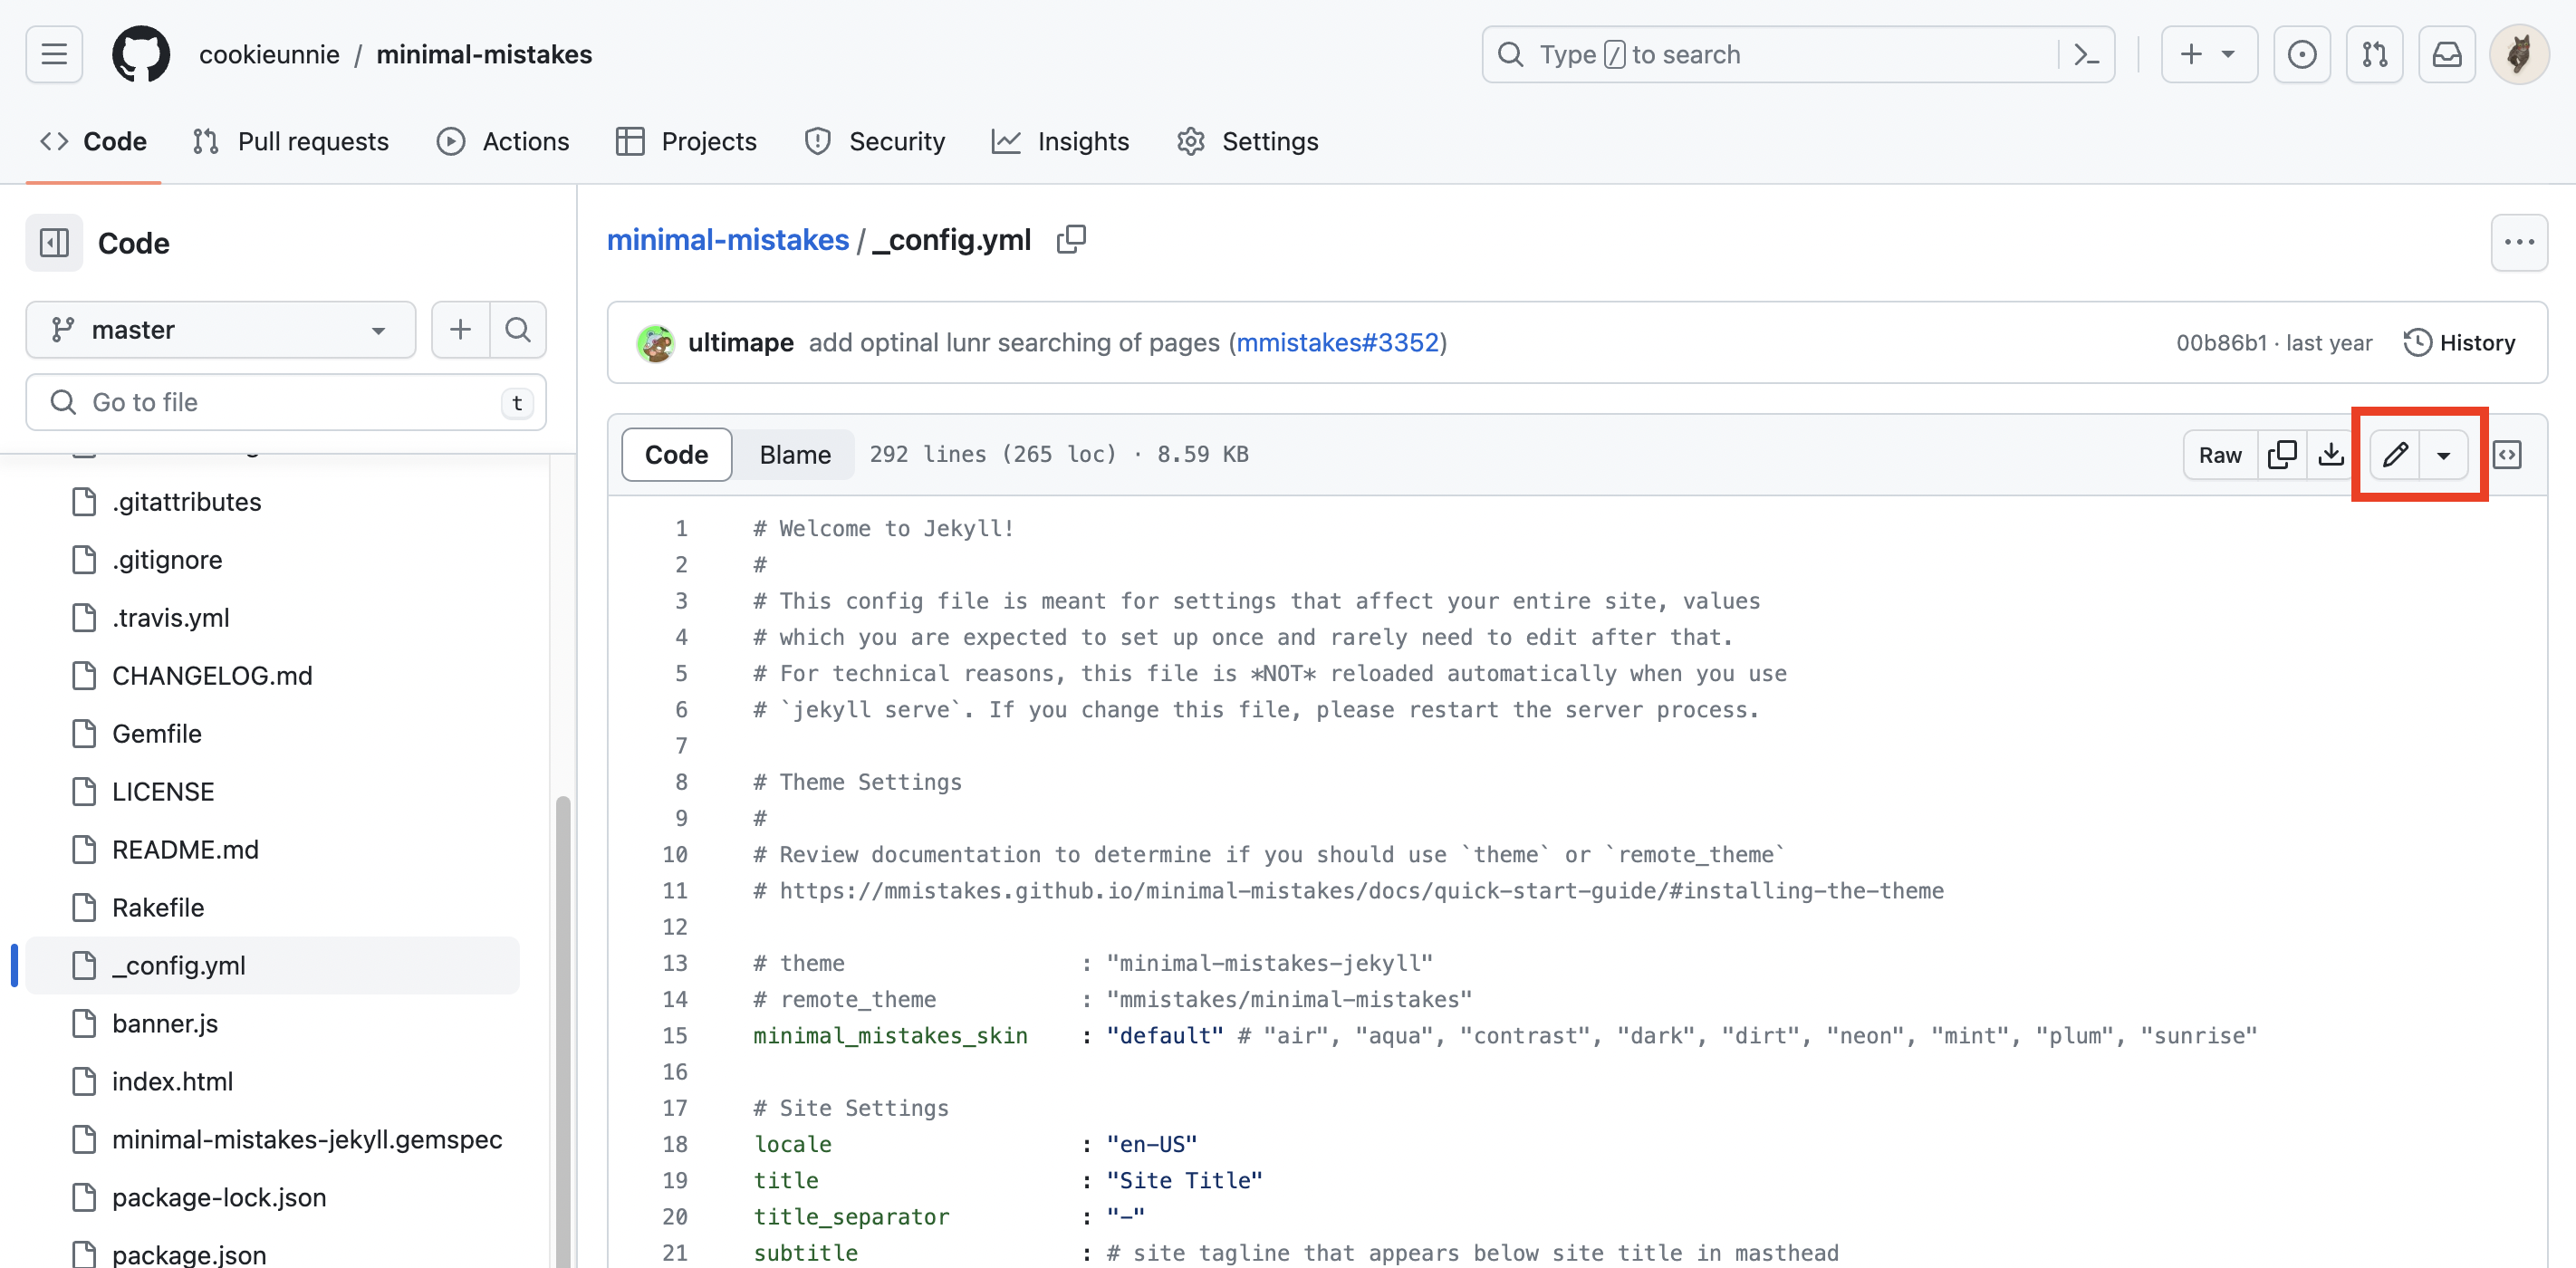 cookieunnie / minimal-mistakes
Type / to search
Code
Pull requests
Actions
Projects
Security
Insights
Settings
Code
master
Go to file
t
.gitattributes
.gitignore
.travis.yml
CHANGELOG.md
Gemfile
LICENSE
README.md
Rakefile
_config.yml
banner.js
index.html
minimal-mistakes-jekyll.gemspec
package-lock.json
package.json
minimal-mistakes / _config.yml
ultimape add optinal lunr searching of pages (mmistakes#3352)
00b86b1 · last year
History
Code
Blame
292 lines (265 loc) · 8.59 KB
Raw
1 # Welcome to Jekyll!
2 #
3 # This config file is meant for settings that affect your entire site, values
4 # which you are expected to set up once and rarely need to edit after that.
5 # For technical reasons, this file is *NOT* reloaded automatically when you use
6 # `jekyll serve`. If you change this file, please restart the server process.
7
8 # Theme Settings
9 #
10 # Review documentation to determine if you should use `theme` or `remote_theme`
11 # https://mmistakes.github.io/minimal-mistakes/docs/quick-start-guide/#installing-the-theme
12
13 # theme : "minimal-mistakes-jekyll"
14 # remote_theme : "mmistakes/minimal-mistakes"
15 minimal_mistakes_skin : "default" # "air", "aqua", "contrast", "dark", "dirt", "neon", "mint", "plum", "sunrise"
16
17 # Site Settings
18 locale : "en-US"
19 title : "Site Title"
20 title_separator : "-"
21 subtitle : # site tagline that appears below site title in masthead